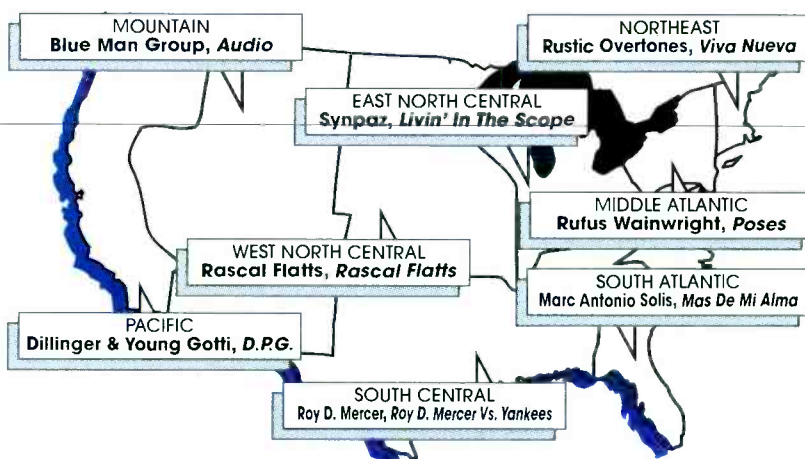 MOUNTAIN
Blue Man Group, Audio
NORTHEAST
Rustic Overtones, Viva Nueva
EAST NORTH CENTRAL
Synpaz, Livin' In The Scope
MIDDLE ATLANTIC
Rufus Wainwright, Poses
WEST NORTH CENTRAL
Rascal Flatts, Rascal Flatts
SOUTH ATLANTIC
Marc Antonio Solis, Mas De Mi Alma
PACIFIC
Dillinger & Young Gotti, D.P.G.
SOUTH CENTRAL
Roy D. Mercer, Roy D. Mercer Vs. Yankees